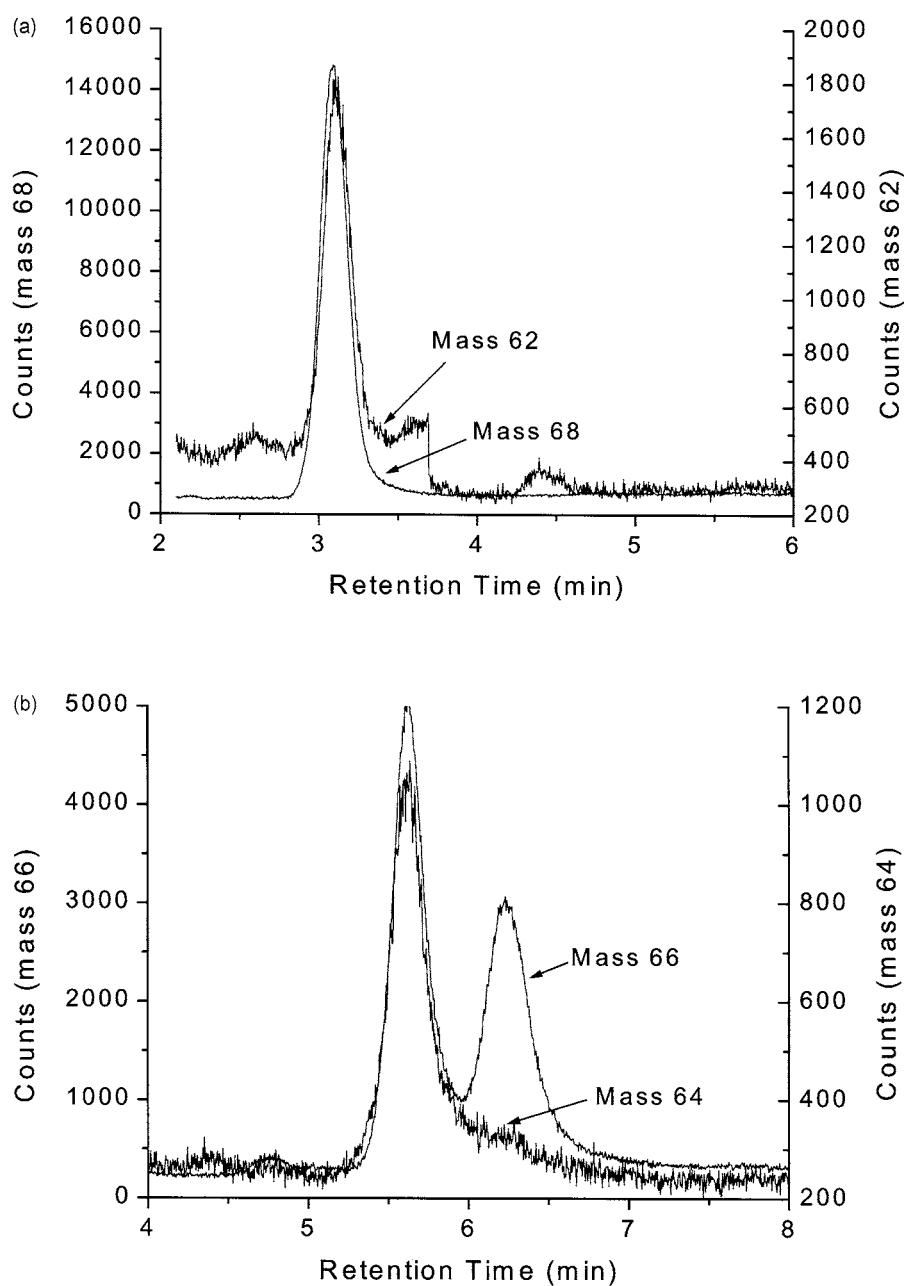 (a)
16000
14000
12000
10000
8000
6000
4000
2000
0
Counts (mass 68)
2000
1800
1600
1400
1200
1000
800
600
400
200
Counts (mass 62)
Mass 62
Mass 68
2 3 4 5 6
Retention Time (min)
(b)
5000
4000
3000
2000
1000
0
Counts (mass 66)
1200
1000
800
600
400
200
Counts (mass 64)
Mass 66
Mass 64
4 5 6 7 8
Retention Time (min)